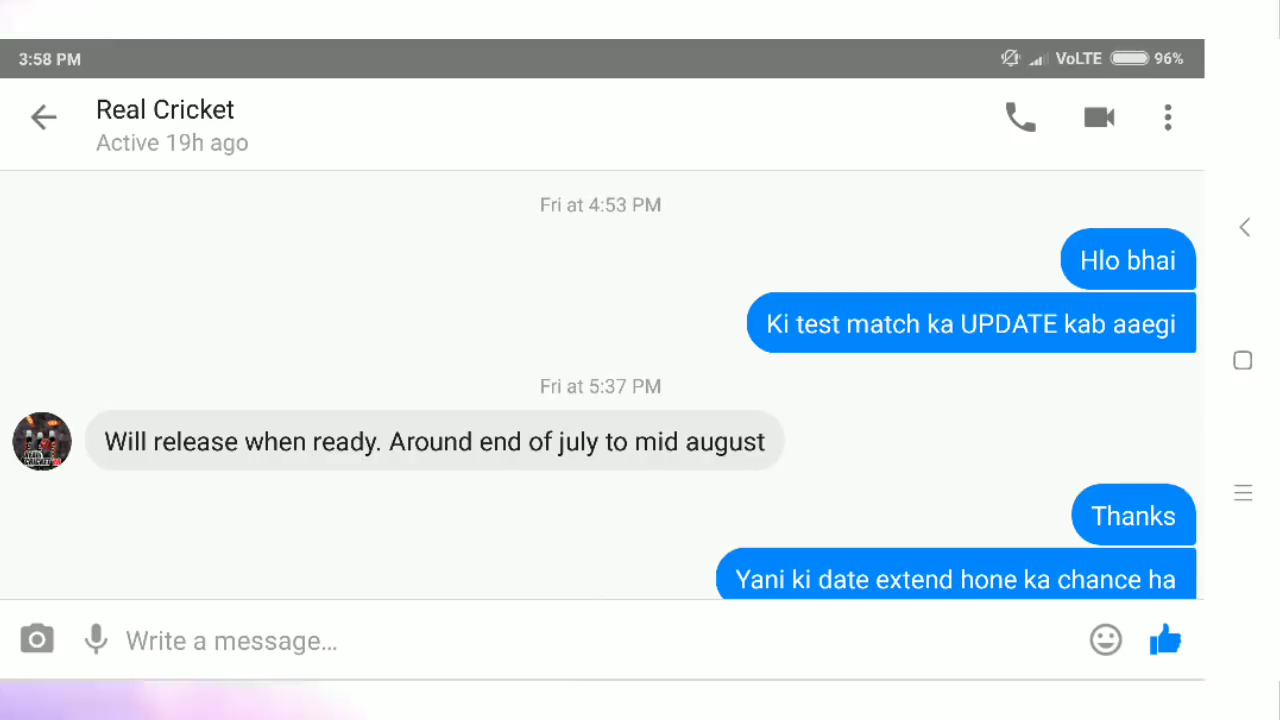 3:58 PM
VoLTE 96%
Real Cricket
Active 19h ago
Fri at 4:53 PM
Hlo bhai
Ki test match ka UPDATE kab aaegi
Fri at 5:37 PM
Will release when ready. Around end of july to mid august
Thanks
Yani ki date extend hone ka chance ha
Write a message...